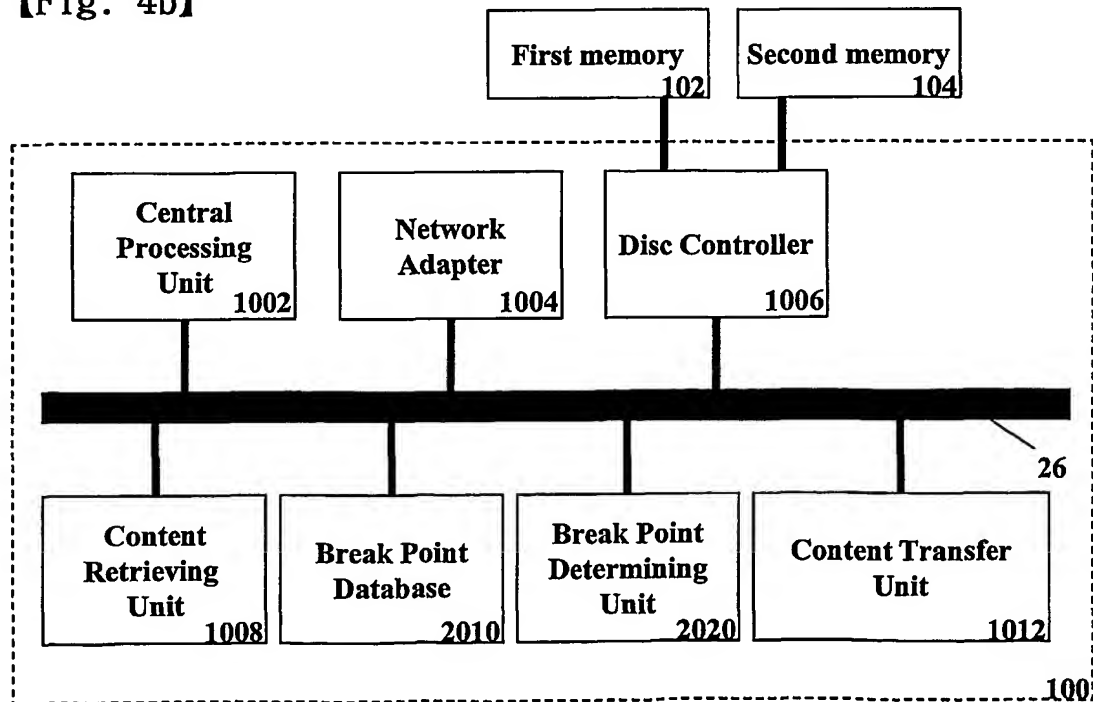 【Fig. 4b】
First memory
102
Second memory
104
Central
Processing
Unit
1002
Network
Adapter
1004
Disc Controller
1006
26
Content
Retrieving
Unit
1008
Break Point
Database
2010
Break Point
Determining
Unit
2020
Content Transfer
Unit
1012
100